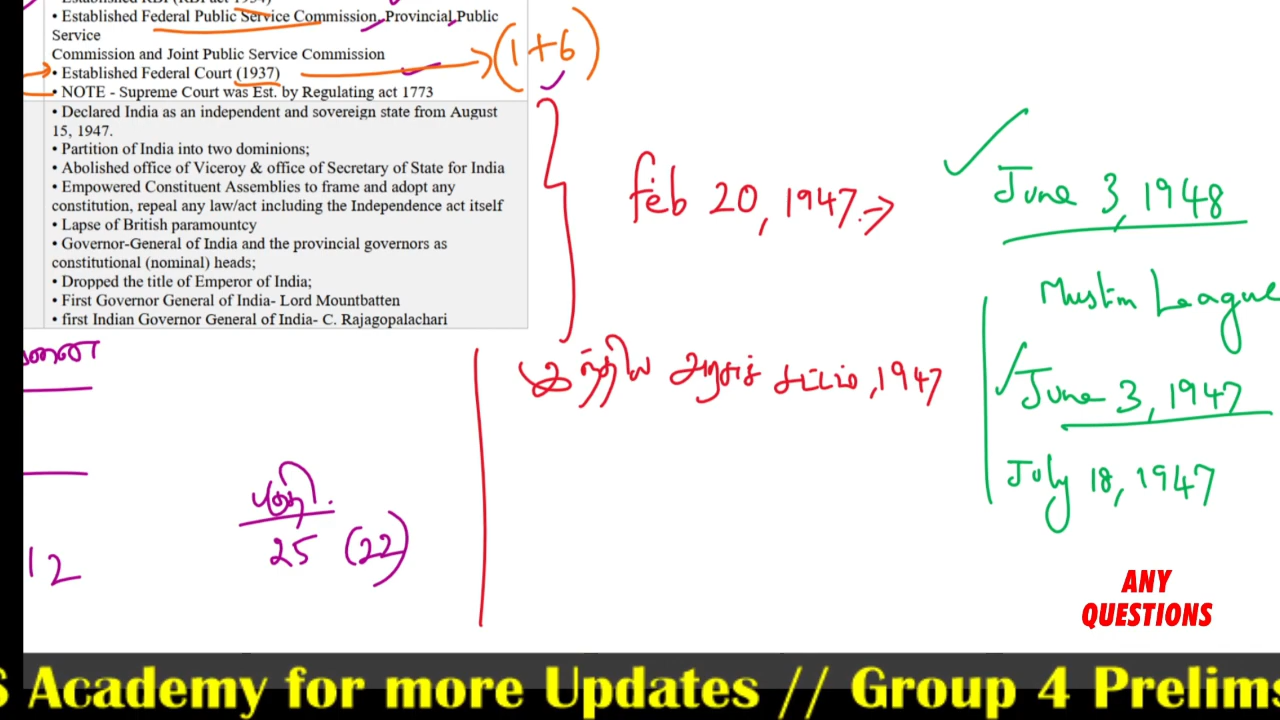 • Established Federal Public Service Commission, Provincial Public
Service
Commission and Joint Public Service Commission
• Established Federal Court (1937)
(1+6)
• NOTE - Supreme Court was Est. by Regulating act 1773
• Declared India as an independent and sovereign state from August
15, 1947.
• Partition of India into two dominions;
• Abolished office of Viceroy & office of Secretary of State for India
• Empowered Constituent Assemblies to frame and adopt any
constitution, repeal any law/act including the Independence act itself
• Lapse of British paramountcy
• Governor-General of India and the provincial governors as
constitutional (nominal) heads;
• Dropped the title of Emperor of India;
• First Governor General of India- Lord Mountbatten
• first Indian Governor General of India- C. Rajagopalachari
Feb 20, 1947 →
June 3, 1948
Muslim League
June 3, 1947
July 18, 1947
இந்திய அரசுச் சட்டம், 1947
25 (22)
12
ANY
QUESTIONS
S Academy for more Updates // Group 4 Prelims